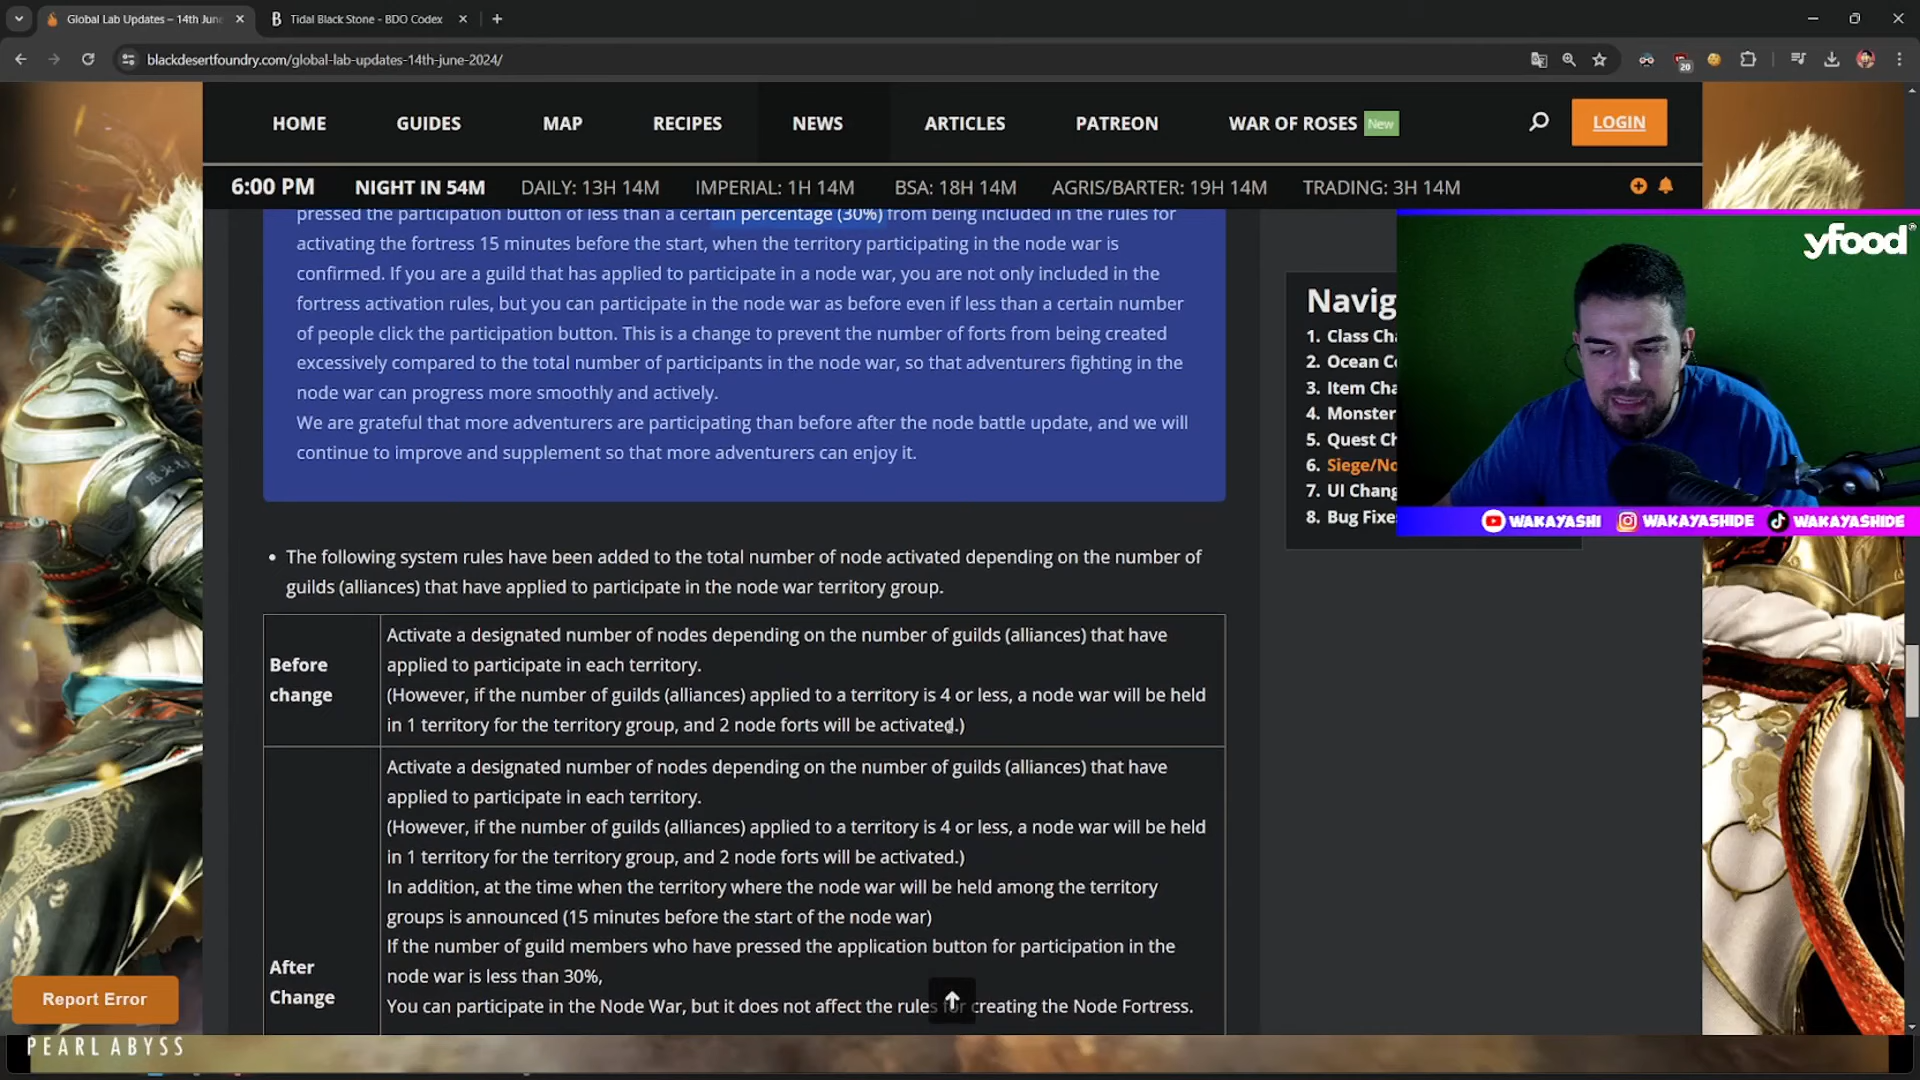 Global Lab Updates – 14th June
Tidal Black Stone - BDO Codex
blackdesertfoundry.com/global-lab-updates-14th-june-2024/
20
HOME GUIDES MAP RECIPES NEWS ARTICLES PATREON WAR OF ROSES New LOGIN
6:00 PM NIGHT IN 54M DAILY: 13H 14M IMPERIAL: 1H 14M BSA: 18H 14M AGRIS/BARTER: 19H 14M TRADING: 3H 14M
pressed the participation button of less than a certain percentage (30%) from being included in the rules for
activating the fortress 15 minutes before the start, when the territory participating in the node war is
confirmed. If you are a guild that has applied to participate in a node war, you are not only included in the
fortress activation rules, but you can participate in the node war as before even if less than a certain number
of people click the participation button. This is a change to prevent the number of forts from being created
excessively compared to the total number of participants in the node war, so that adventurers fighting in the
node war can progress more smoothly and actively.
We are grateful that more adventurers are participating than before after the node battle update, and we will
continue to improve and supplement so that more adventurers can enjoy it.
• The following system rules have been added to the total number of node activated depending on the number of
guilds (alliances) that have applied to participate in the node war territory group.
Before
change
Activate a designated number of nodes depending on the number of guilds (alliances) that have
applied to participate in each territory.
(However, if the number of guilds (alliances) applied to a territory is 4 or less, a node war will be held
in 1 territory for the territory group, and 2 node forts will be activated.)
After
Change
Activate a designated number of nodes depending on the number of guilds (alliances) that have
applied to participate in each territory.
(However, if the number of guilds (alliances) applied to a territory is 4 or less, a node war will be held
in 1 territory for the territory group, and 2 node forts will be activated.)
In addition, at the time when the territory where the node war will be held among the territory
groups is announced (15 minutes before the start of the node war)
If the number of guild members who have pressed the application button for participation in the
node war is less than 30%,
You can participate in the Node War, but it does not affect the rules for creating the Node Fortress.
Navig
1. Class Cha
2. Ocean Co
3. Item Cha
4. Monster
5. Quest Ch
6. Siege/No
7. UI Chang
8. Bug Fixe
yfood
WAKAYASHI WAKAYASHIDE WAKAYASHIDE
Report Error
PEARL ABYSS